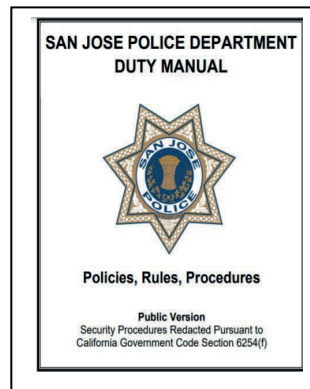 SAN JOSE POLICE DEPARTMENT
DUTY MANUAL
SAN JOSE
POLICE
Policies, Rules, Procedures
Public Version
Security Procedures Redacted Pursuant to
California Government Code Section 6254(f)